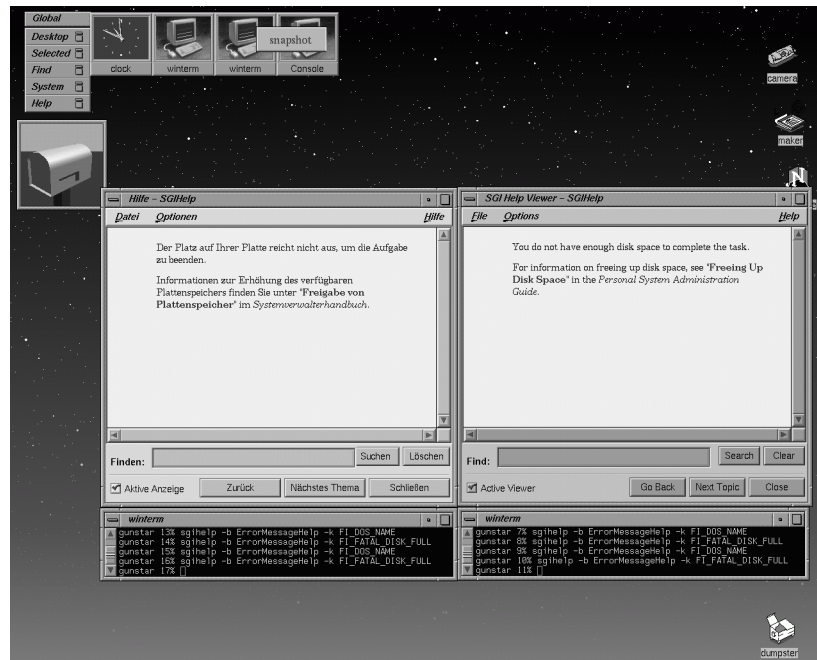 Global
Desktop
Selected
Find
System
Help
clock
winterm
winterm
Console
snapshot
camera
maker
Hilfe – SGIHelp
Datei Optionen Hilfe
Der Platz auf Ihrer Platte reicht nicht aus, um die Aufgabe
zu beenden.
Informationen zur Erhöhung des verfügbaren
Plattenspeichers finden Sie unter "Freigabe von
Plattenspeicher" im Systemverwalterhandbuch.
Finden: Suchen Löschen
Aktive Anzeige Zurück Nächstes Thema Schließen
SGI Help Viewer – SGIHelp
File Options Help
You do not have enough disk space to complete the task.
For information on freeing up disk space, see "Freeing Up
Disk Space" in the Personal System Administration
Guide.
Find: Search Clear
Active Viewer Go Back Next Topic Close
winterm
gunstar 13% sgihelp -b ErrorMessageHelp -k FI_DOS_NAME
gunstar 14% sgihelp -b ErrorMessageHelp -k FI_FATAL_DISK_FULL
gunstar 15% sgihelp -b ErrorMessageHelp -k FI_DOS_NAME
gunstar 16% sgihelp -b ErrorMessageHelp -k FI_FATAL_DISK_FULL
gunstar 17%
winterm
gunstar 7% sgihelp -b ErrorMessageHelp -k FI_DOS_NAME
gunstar 8% sgihelp -b ErrorMessageHelp -k FI_FATAL_DISK_FULL
gunstar 9% sgihelp -b ErrorMessageHelp -k FI_DOS_NAME
gunstar 10% sgihelp -b ErrorMessageHelp -k FI_FATAL_DISK_FULL
gunstar 11%
dumpster